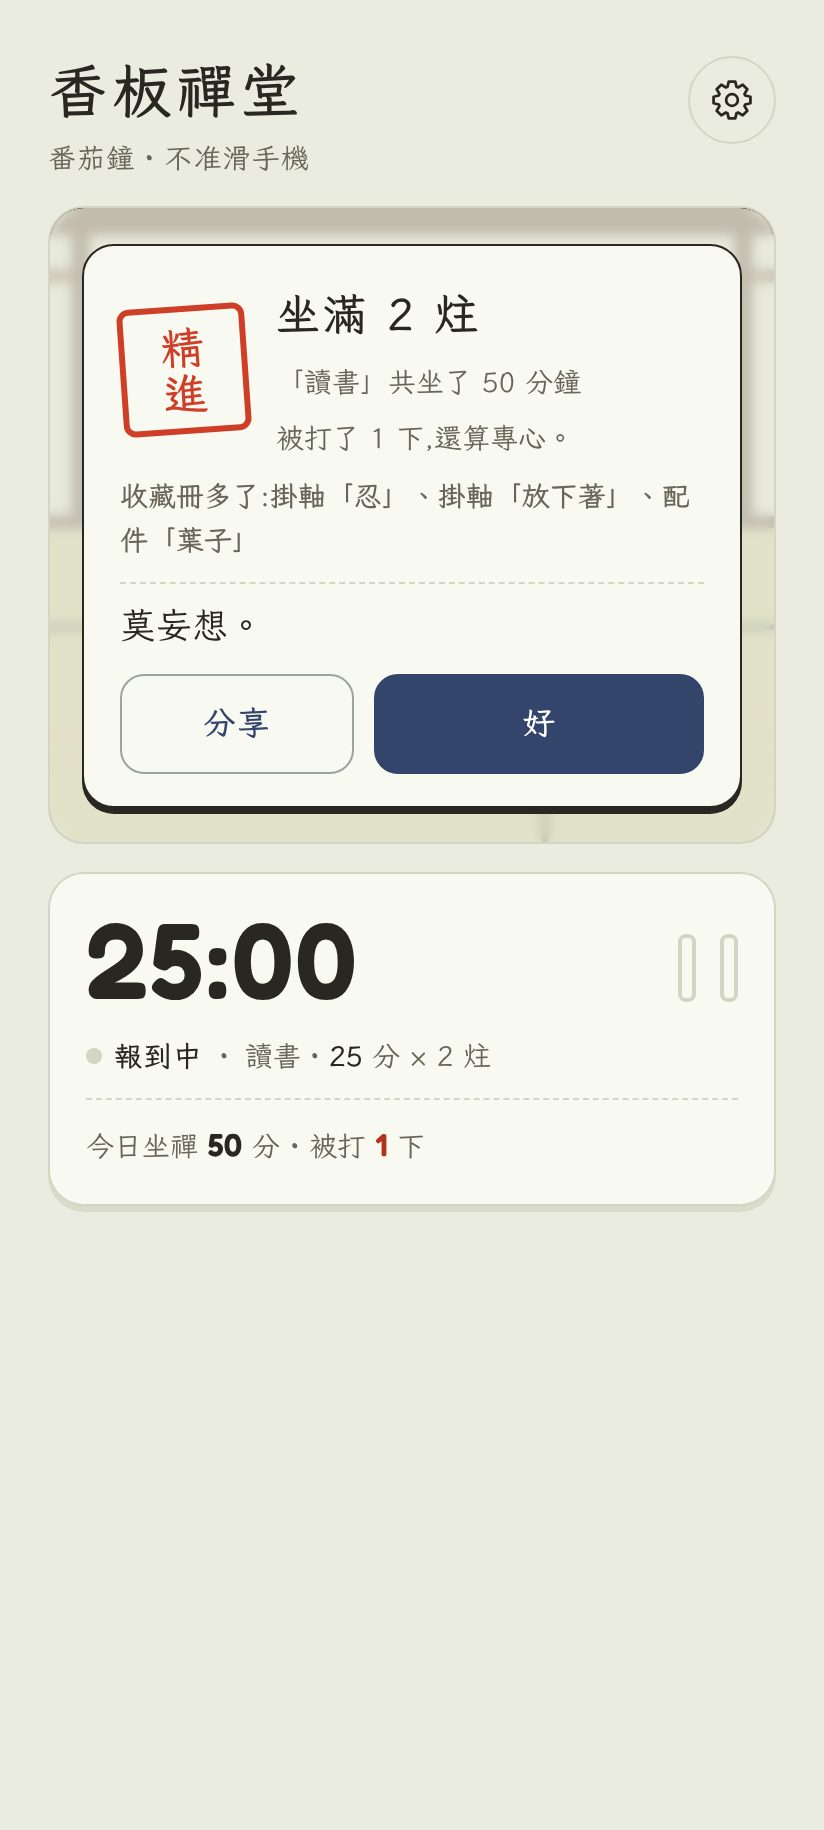 香板禪堂
番茄鐘・不准滑手機
精
進
坐滿 2 炷
「讀書」共坐了 50 分鐘
被打了 1 下,還算專心。
收藏冊多了:掛軸「忍」、掛軸「放下著」、配
件「葉子」
莫妄想。
分享
好
25:00
報到中 · 讀書・25 分 × 2 炷
今日坐禪 50 分・被打 1 下